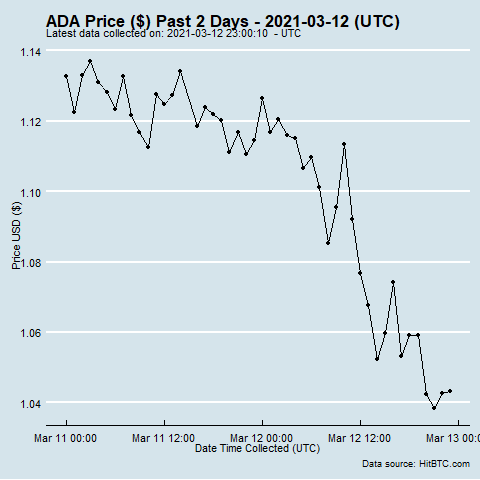 ADA Price ($) Past 2 Days - 2021-03-12 (UTC)
Latest data collected on: 2021-03-12 23:00:10 - UTC
1.14
1.12
1.10
1.08
1.06
1.04
Price USD ($)
Mar 11 00:00 Mar 11 12:00 Mar 12 00:00 Mar 12 12:00 Mar 13 00:00
Date Time Collected (UTC)
Data source: HitBTC.com